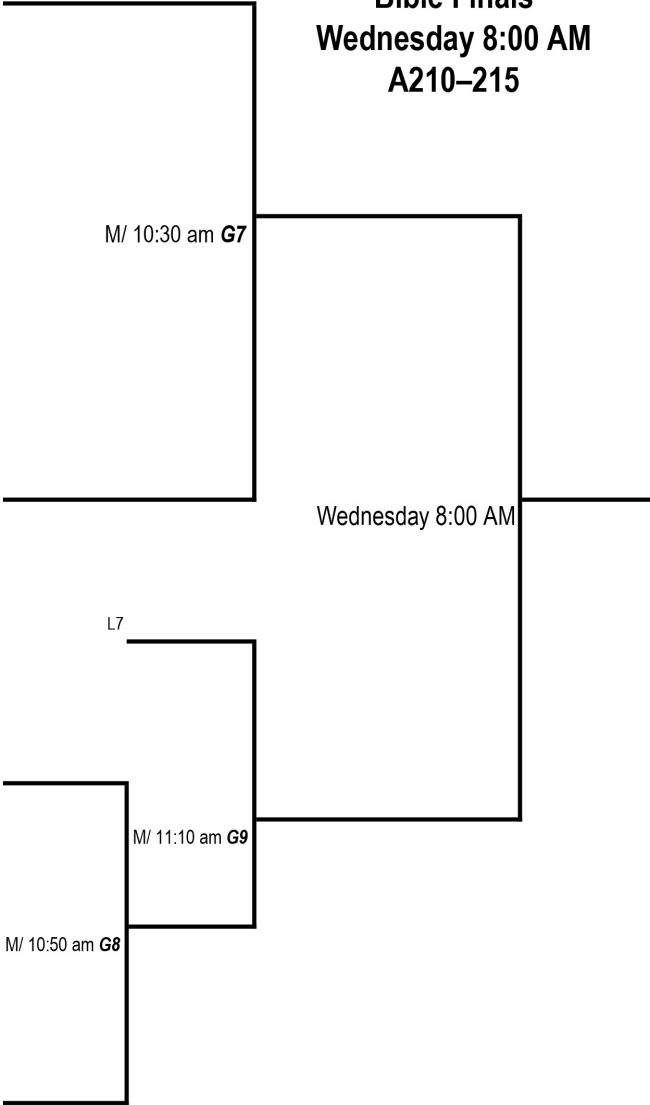 Bible Finals
Wednesday 8:00 AM
A210–215
M/ 10:30 am G7
Wednesday 8:00 AM
L7
M/ 11:10 am G9
M/ 10:50 am G8